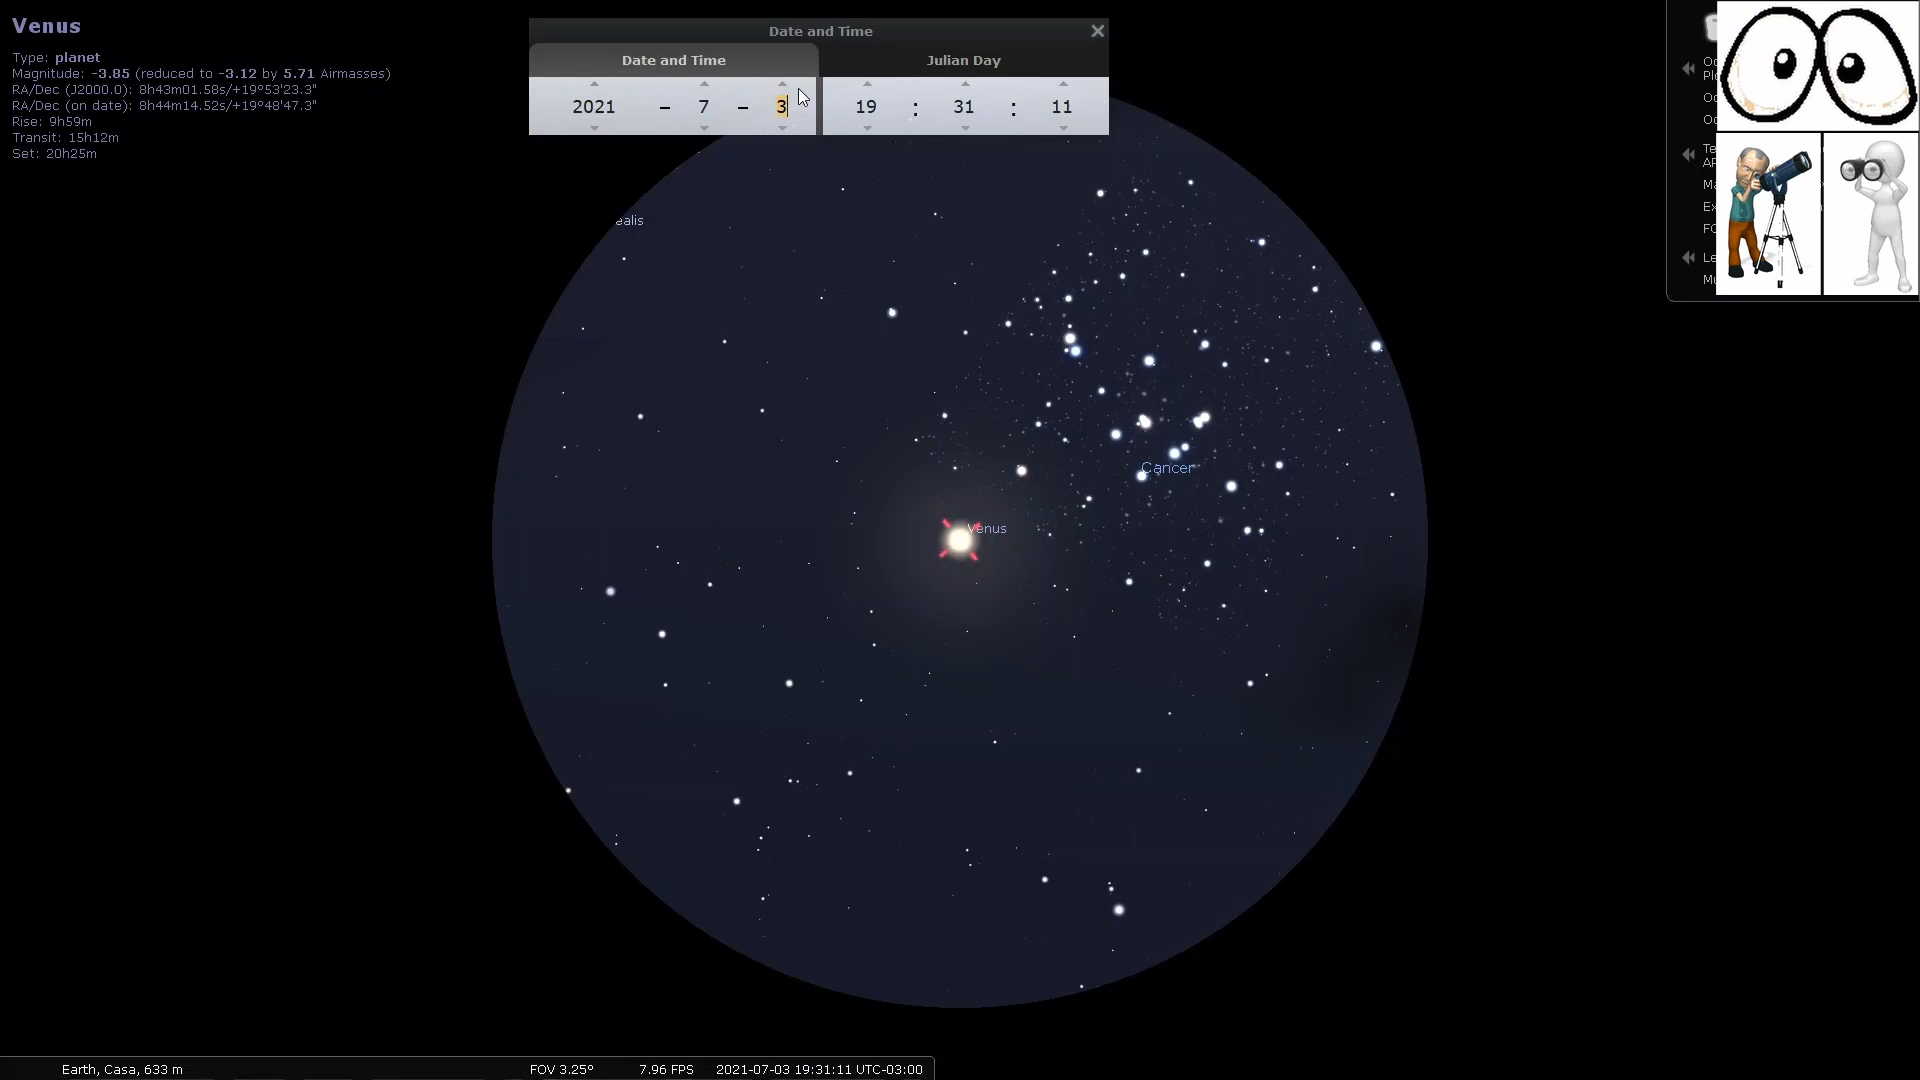 Venus
Type: planet
Magnitude: -3.85 (reduced to -3.12 by 5.71 Airmasses)
RA/Dec (J2000.0): 8h43m01.58s/+19°53'23.3"
RA/Dec (on date): 8h44m14.52s/+19°48'47.3"
Rise: 9h59m
Transit: 15h12m
Set: 20h25m
Date and Time
Date and Time
Julian Day
2021 - 7 - 3 19 : 31 : 11
ealis
Cancer
Venus
Earth, Casa, 633 m
FOV 3.25° 7.96 FPS 2021-07-03 19:31:11 UTC-03:00